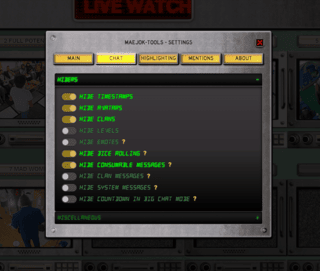 LIVE WATCH
MAEJOK-TOOLS - SETTINGS
MAIN
CHAT
HIGHLIGHTING
MENTIONS
ABOUT
HIDERS
HIDE TIMESTAMPS
HIDE AVATARS
HIDE CLANS
HIDE LEVELS
HIDE EMOTES ?
HIDE DICE ROLLING ?
HIDE CONSUMABLE MESSAGES ?
HIDE CLAN MESSAGES ?
HIDE SYSTEM MESSAGES ?
HIDE COUNTDOWN IN BIG CHAT MODE ?
MISCELLANEOUS